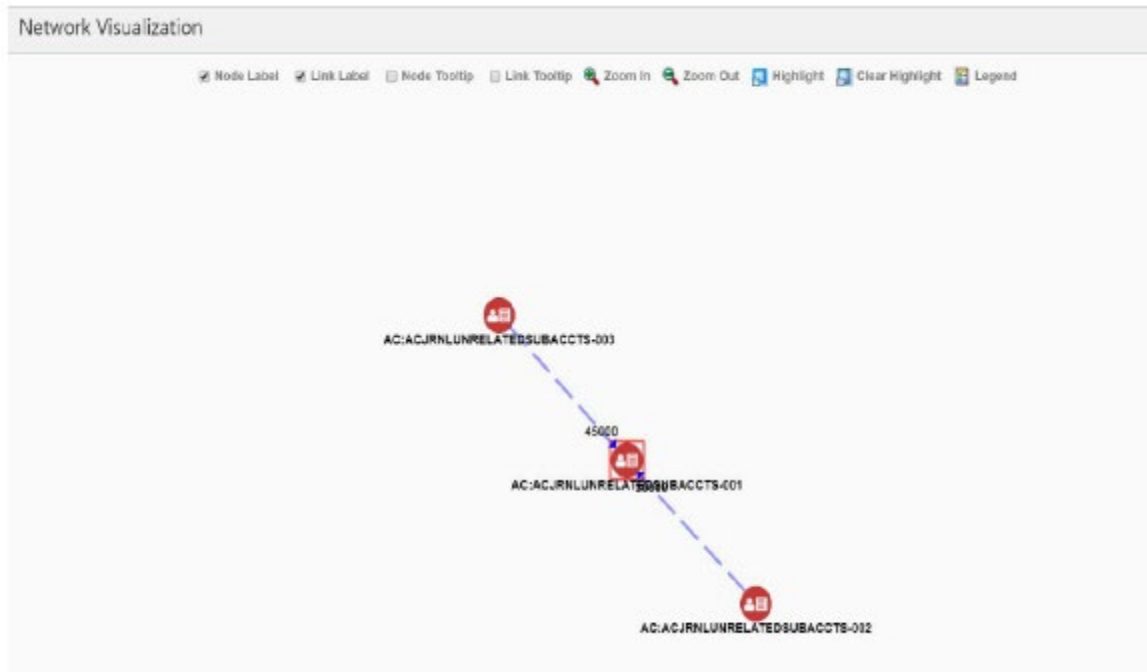 Network Visualization
Node Label Link Label Node Tooltip Link Tooltip Zoom In Zoom Out Highlight Clear Highlight Legend
AC:ACJRNLUNRELATEDSUBACCTS-003
45000
AC:ACJRNLUNRELATEDSUBACCTS-001
AC:ACJRNLUNRELATEDSUBACCTS-002